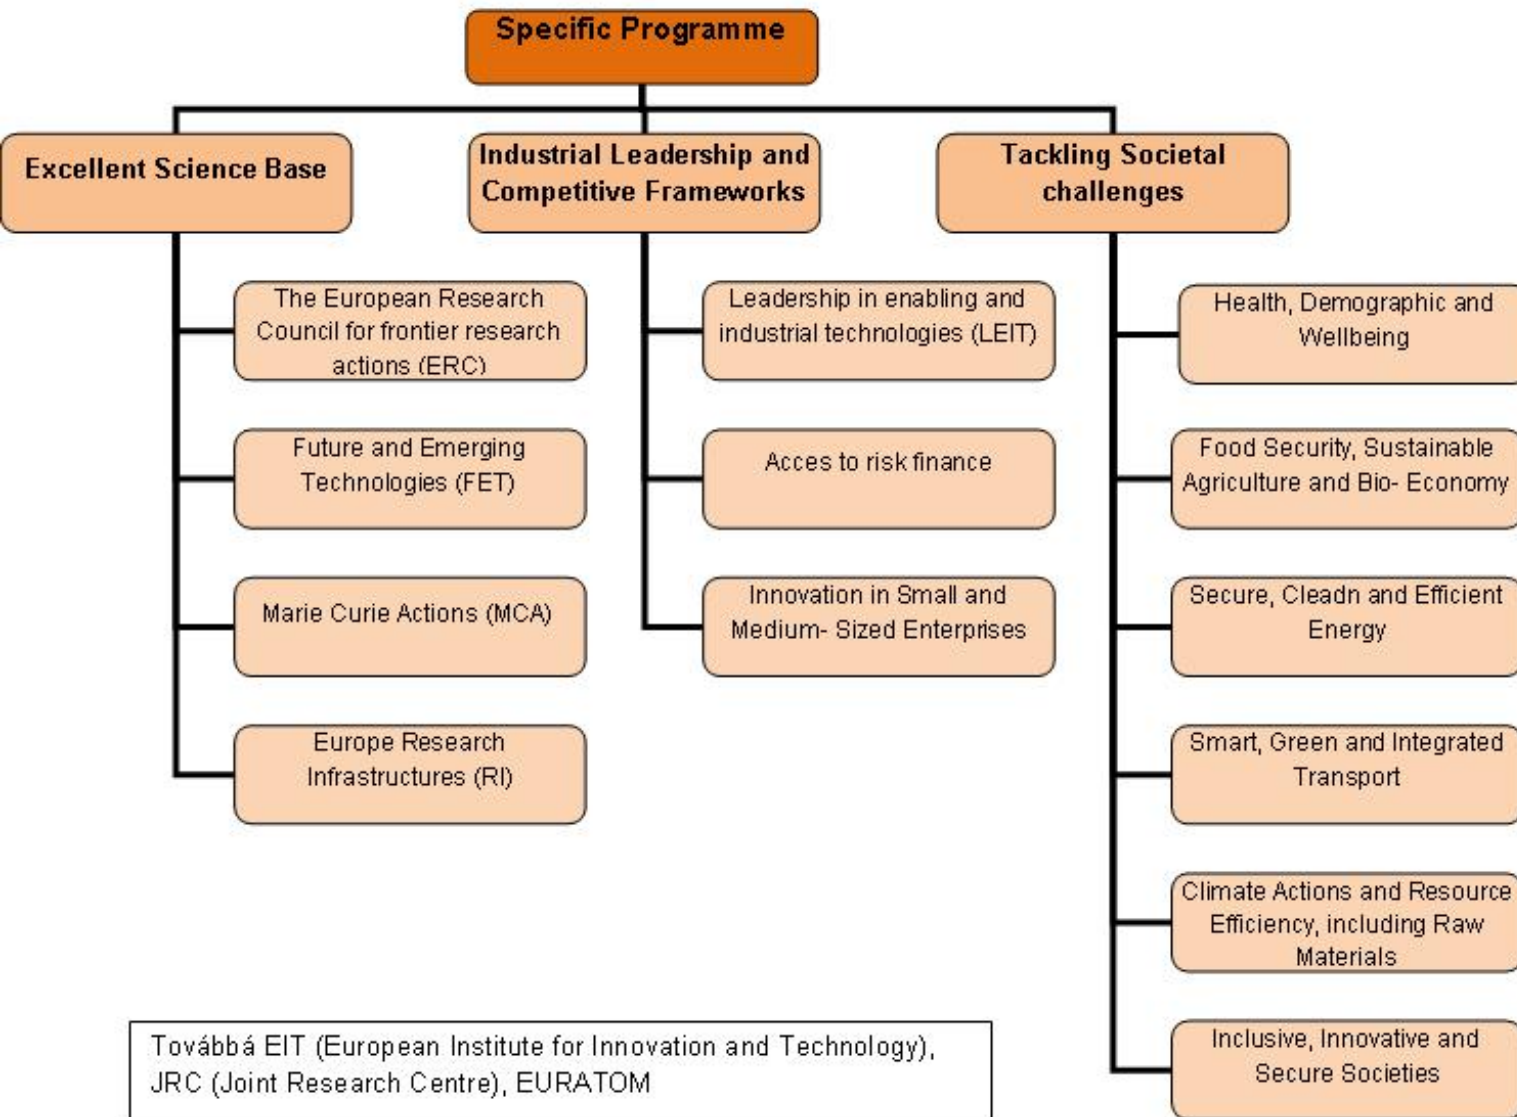 Specific Programme
Excellent Science Base
Industrial Leadership and
Competitive Frameworks
Tackling Societal
challenges
The European Research
Council for frontier research
actions (ERC)
Future and Emerging
Technologies (FET)
Marie Curie Actions (MCA)
Europe Research
Infrastructures (RI)
Leadership in enabling and
industrial technologies (LEIT)
Acces to risk finance
Innovation in Small and
Medium- Sized Enterprises
Health, Demographic and
Wellbeing
Food Security, Sustainable
Agriculture and Bio- Economy
Secure, Cleadn and Efficient
Energy
Smart, Green and Integrated
Transport
Climate Actions and Resource
Efficiency, including Raw
Materials
Inclusive, Innovative and
Secure Societies
Továbbá EIT (European Institute for Innovation and Technology),
JRC (Joint Research Centre), EURATOM